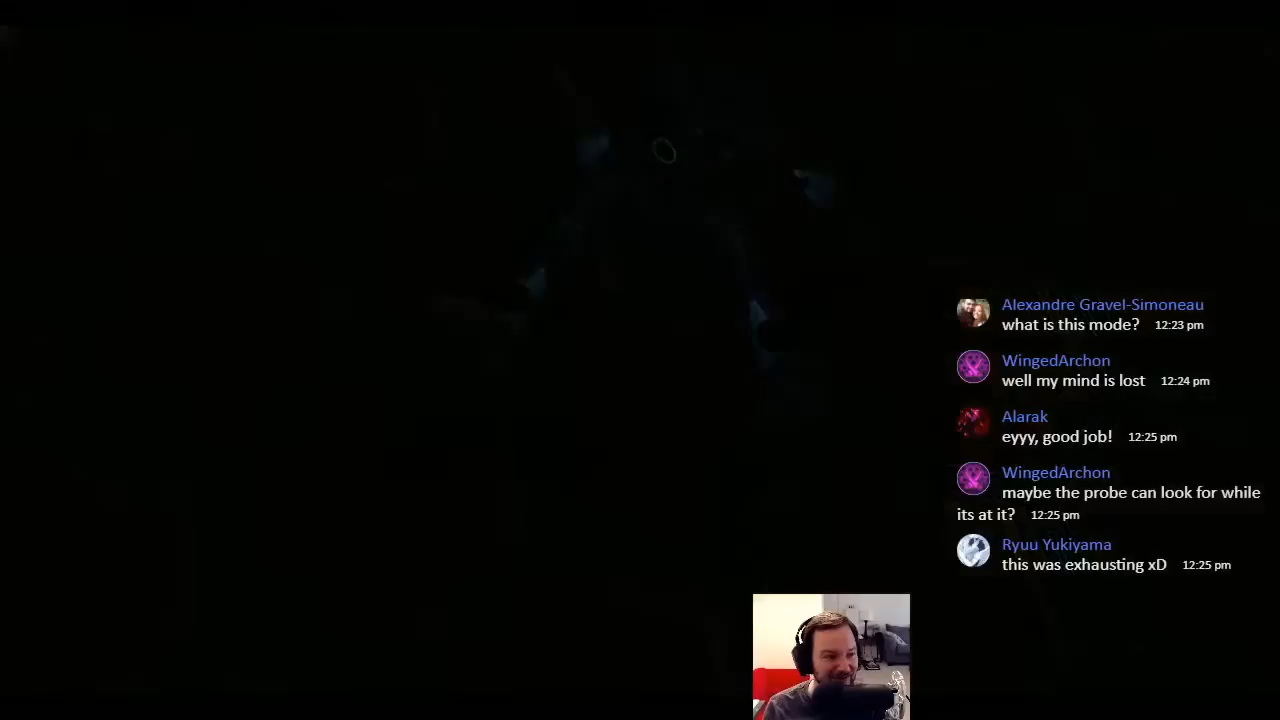 Alexandre Gravel-Simoneau
what is this mode? 12:23 pm
WingedArchon
well my mind is lost 12:24 pm
Alarak
eyyy, good job! 12:25 pm
WingedArchon
maybe the probe can look for while
its at it? 12:25 pm
Ryuu Yukiyama
this was exhausting xD 12:25 pm